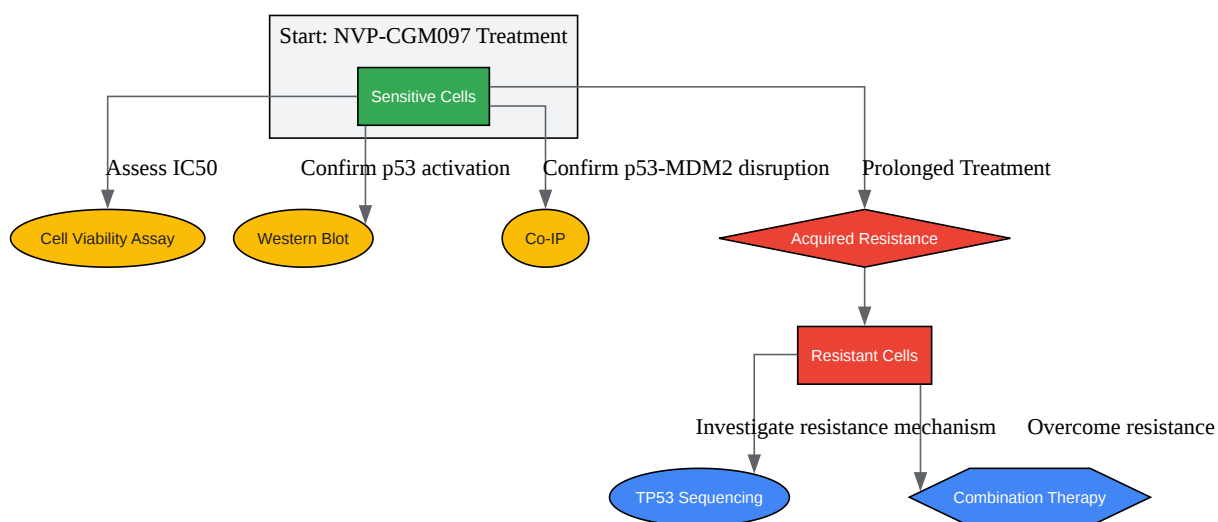 Start: NVP-CGM097 Treatment
Sensitive Cells
Assess IC50
Confirm p53 activation
Confirm p53-MDM2 disruption
Prolonged Treatment
Cell Viability Assay
Western Blot
Co-IP
Acquired Resistance
Resistant Cells
Investigate resistance mechanism
Overcome resistance
TP53 Sequencing
Combination Therapy